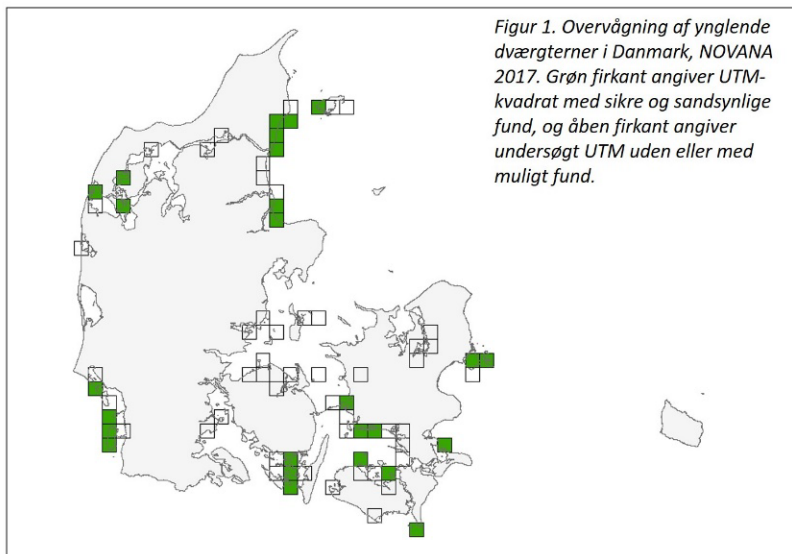 Figur 1. Overvågning af ynglende
dværgterner i Danmark, NOVANA
2017. Grøn firkant angiver UTM-
kvadrat med sikre og sandsynlige
fund, og åben firkant angiver
undersøgt UTM uden eller med
muligt fund.